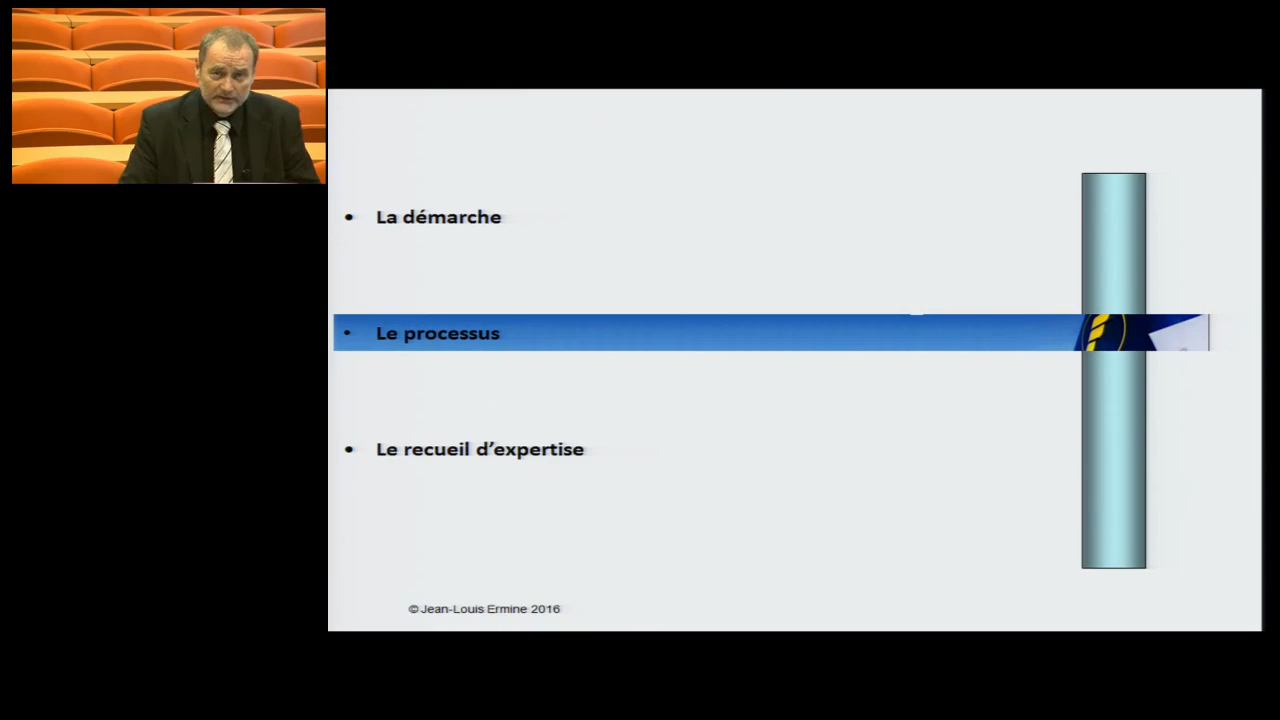 • La démarche
• Le processus
• Le recueil d’expertise
© Jean-Louis Ermine 2016